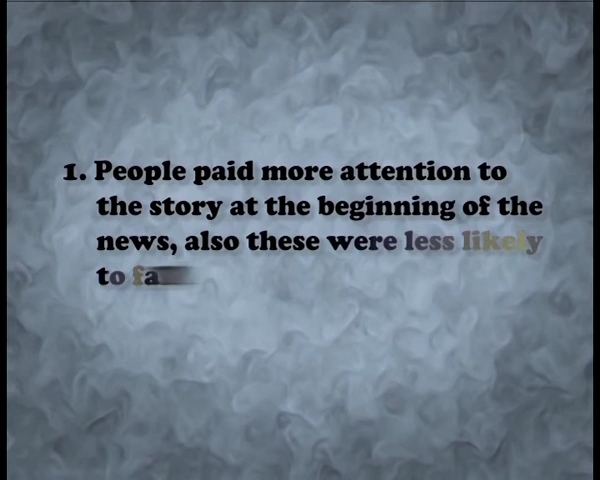 1. People paid more attention to
the story at the beginning of the
news, also these were less likely
to